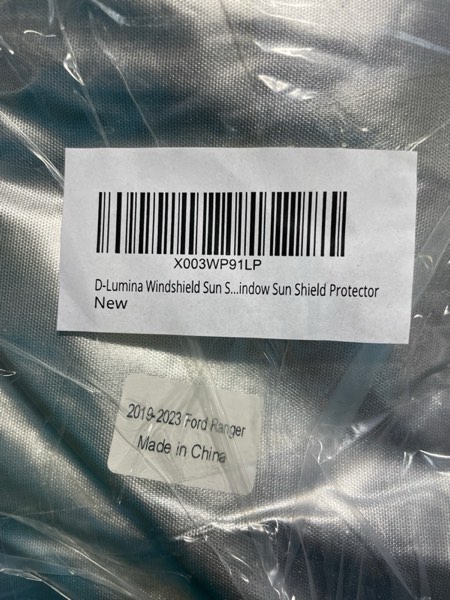 X003WP91LP
D-Lumina Windshield Sun S...indow Sun Shield Protector
New
2019-2023 Ford Ranger
Made in China